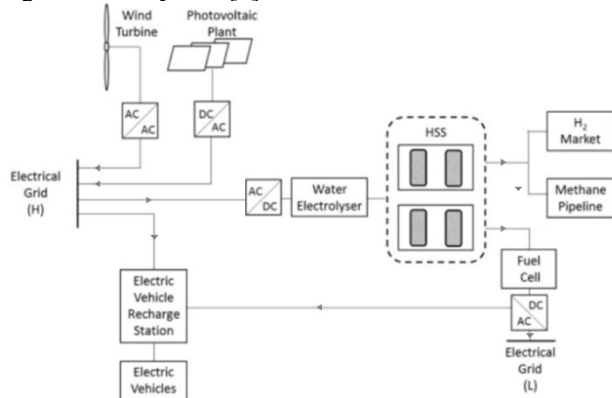 Wind
Turbine
Photovoltaic
Plant
AC
AC
DC
AC
HSS
H2
Market
Electrical
Grid
(H)
AC
DC
Water
Electrolyser
Methane
Pipeline
Fuel
Cell
Electric
Vehicle
Recharge
Station
DC
AC
Electrical
Grid
(L)
Electric
Vehicles